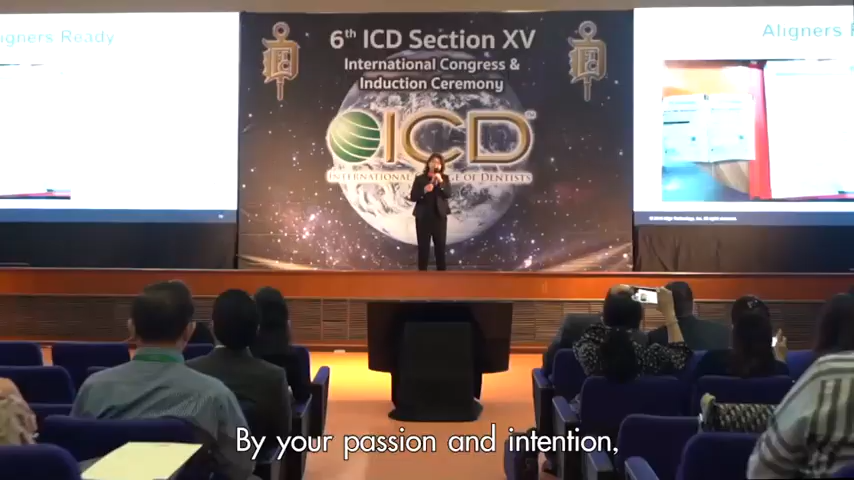 6th ICD Section XV
International Congress &
Induction Ceremony
igners Ready
Aligners
ICD
INTERNATIONAL COLLEGE OF DENTISTS
By your passion and intention,